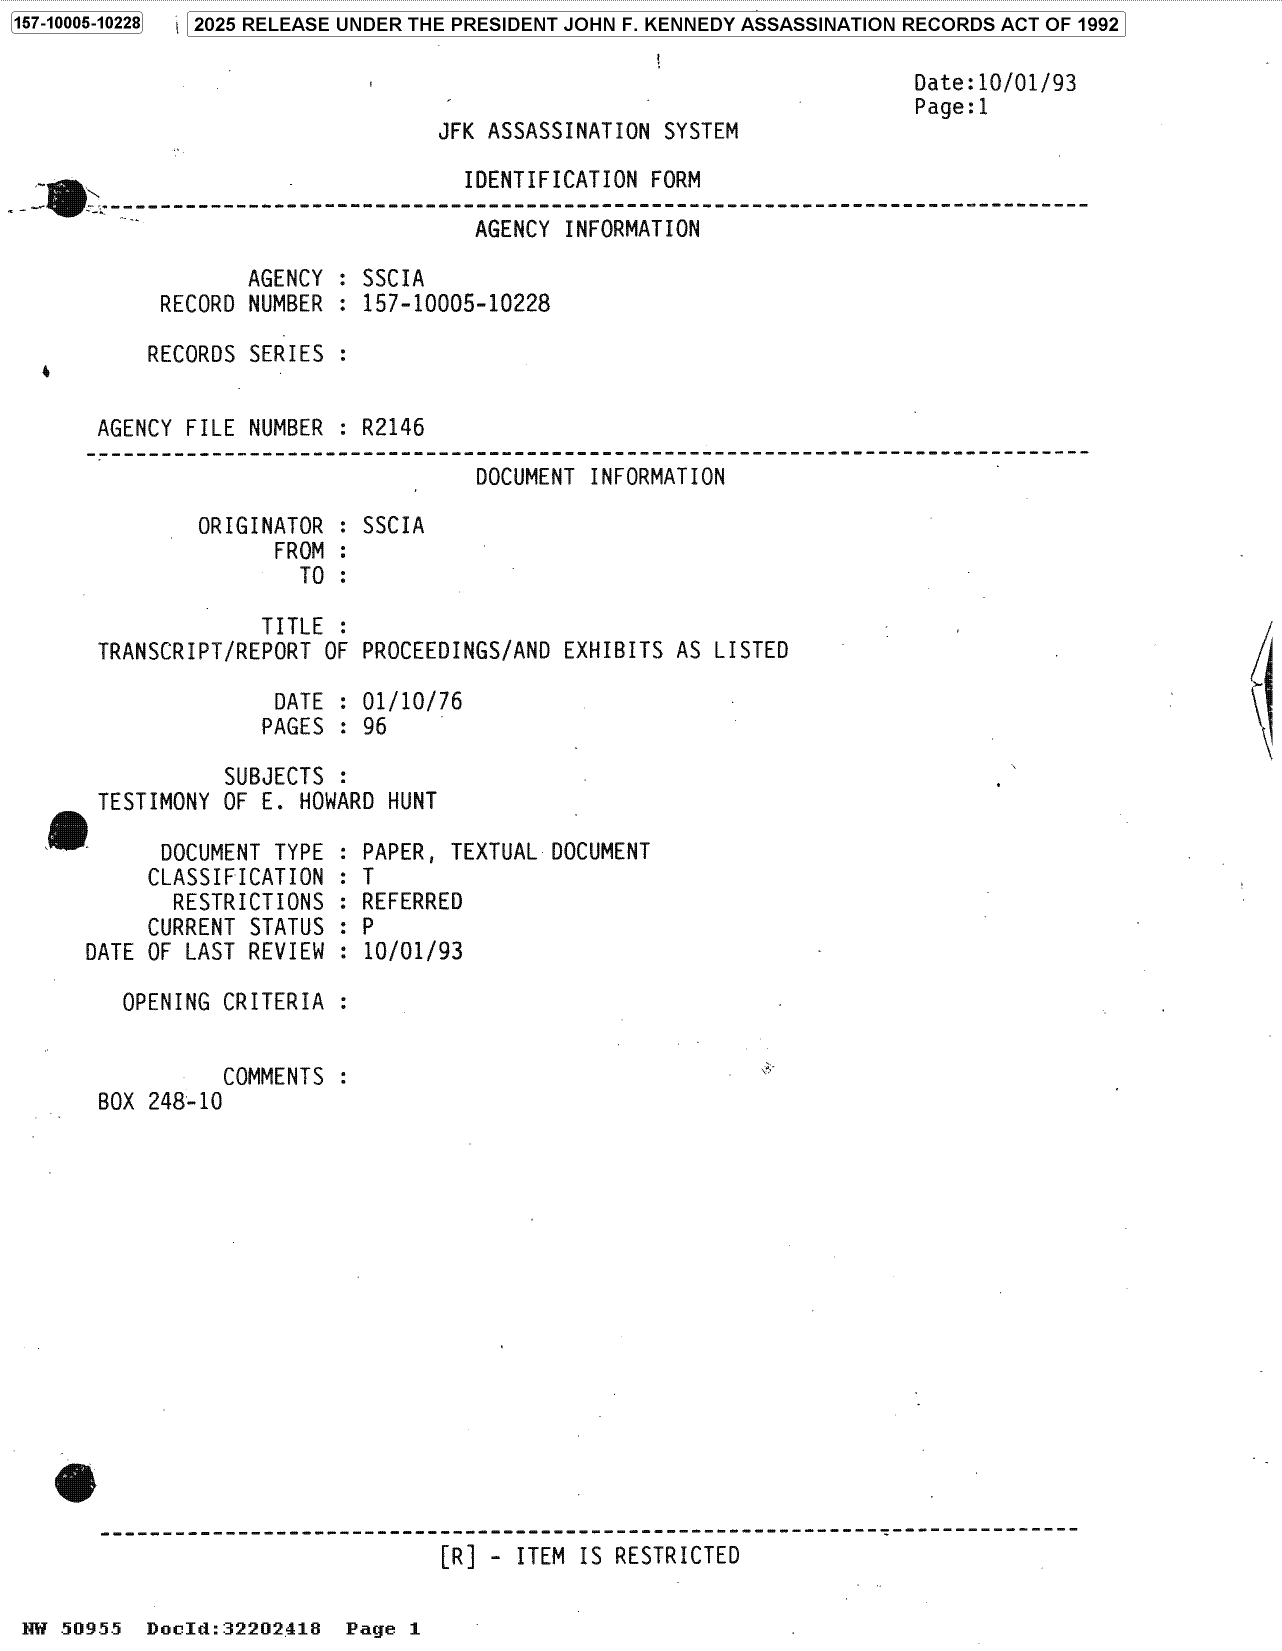 157-10005-10228
2025 RELEASE UNDER THE PRESIDENT JOHN F. KENNEDY ASSASSINATION RECORDS ACT OF 1992
Date:10/01/93
Page:1
JFK ASSASSINATION SYSTEM
IDENTIFICATION FORM
AGENCY INFORMATION
AGENCY : SSCIA
RECORD NUMBER : 157-10005-10228
RECORDS SERIES :
AGENCY FILE NUMBER : R2146
DOCUMENT INFORMATION
ORIGINATOR : SSCIA
FROM :
TO :
TITLE :
TRANSCRIPT/REPORT OF PROCEEDINGS/AND EXHIBITS AS LISTED
DATE : 01/10/76
PAGES : 96
SUBJECTS :
TESTIMONY OF E. HOWARD HUNT
DOCUMENT TYPE : PAPER, TEXTUAL DOCUMENT
CLASSIFICATION : T
RESTRICTIONS : REFERRED
CURRENT STATUS : P
DATE OF LAST REVIEW : 10/01/93
OPENING CRITERIA :
COMMENTS :
BOX 248-10
[R] - ITEM IS RESTRICTED
NW 50955 DocId:32202418 Page 1